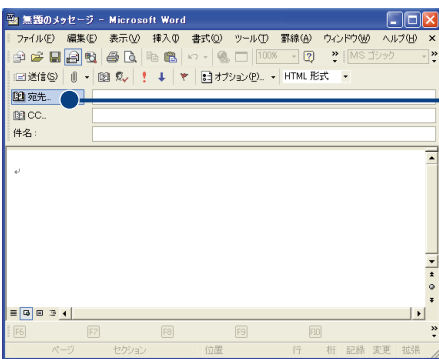 無題のメッセージ - Microsoft Word
ファイル(F) 編集(E) 表示(V) 挿入(I) 書式(O) ツール(T) 罫線(A) ウィンドウ(W) ヘルプ(H) ×
100% MS ゴシック
送信(S) オプション(P)... HTML 形式
宛先...
CC...
件名:
F6 F7 F8 F9 F10
ページ セクション 位置 行 桁 記録 変更 拡張